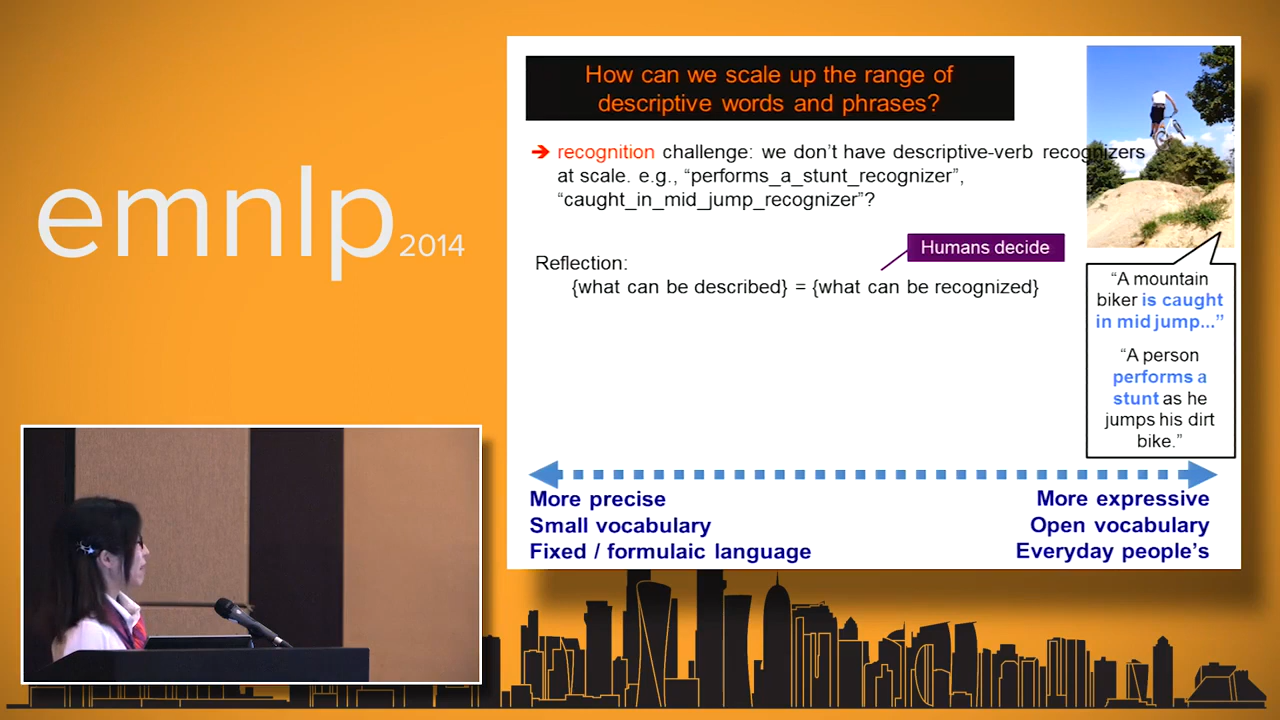 emnlp 2014
How can we scale up the range of
descriptive words and phrases?
➔ recognition challenge: we don't have descriptive-verb recognizers
at scale. e.g., “performs_a_stunt_recognizer”,
“caught_in_mid_jump_recognizer”?
Humans decide
Reflection:
{what can be described} = {what can be recognized}
“A mountain
biker is caught
in mid jump...”
“A person
performs a
stunt as he
jumps his dirt
bike.”
More precise
Small vocabulary
Fixed / formulaic language
More expressive
Open vocabulary
Everyday people's